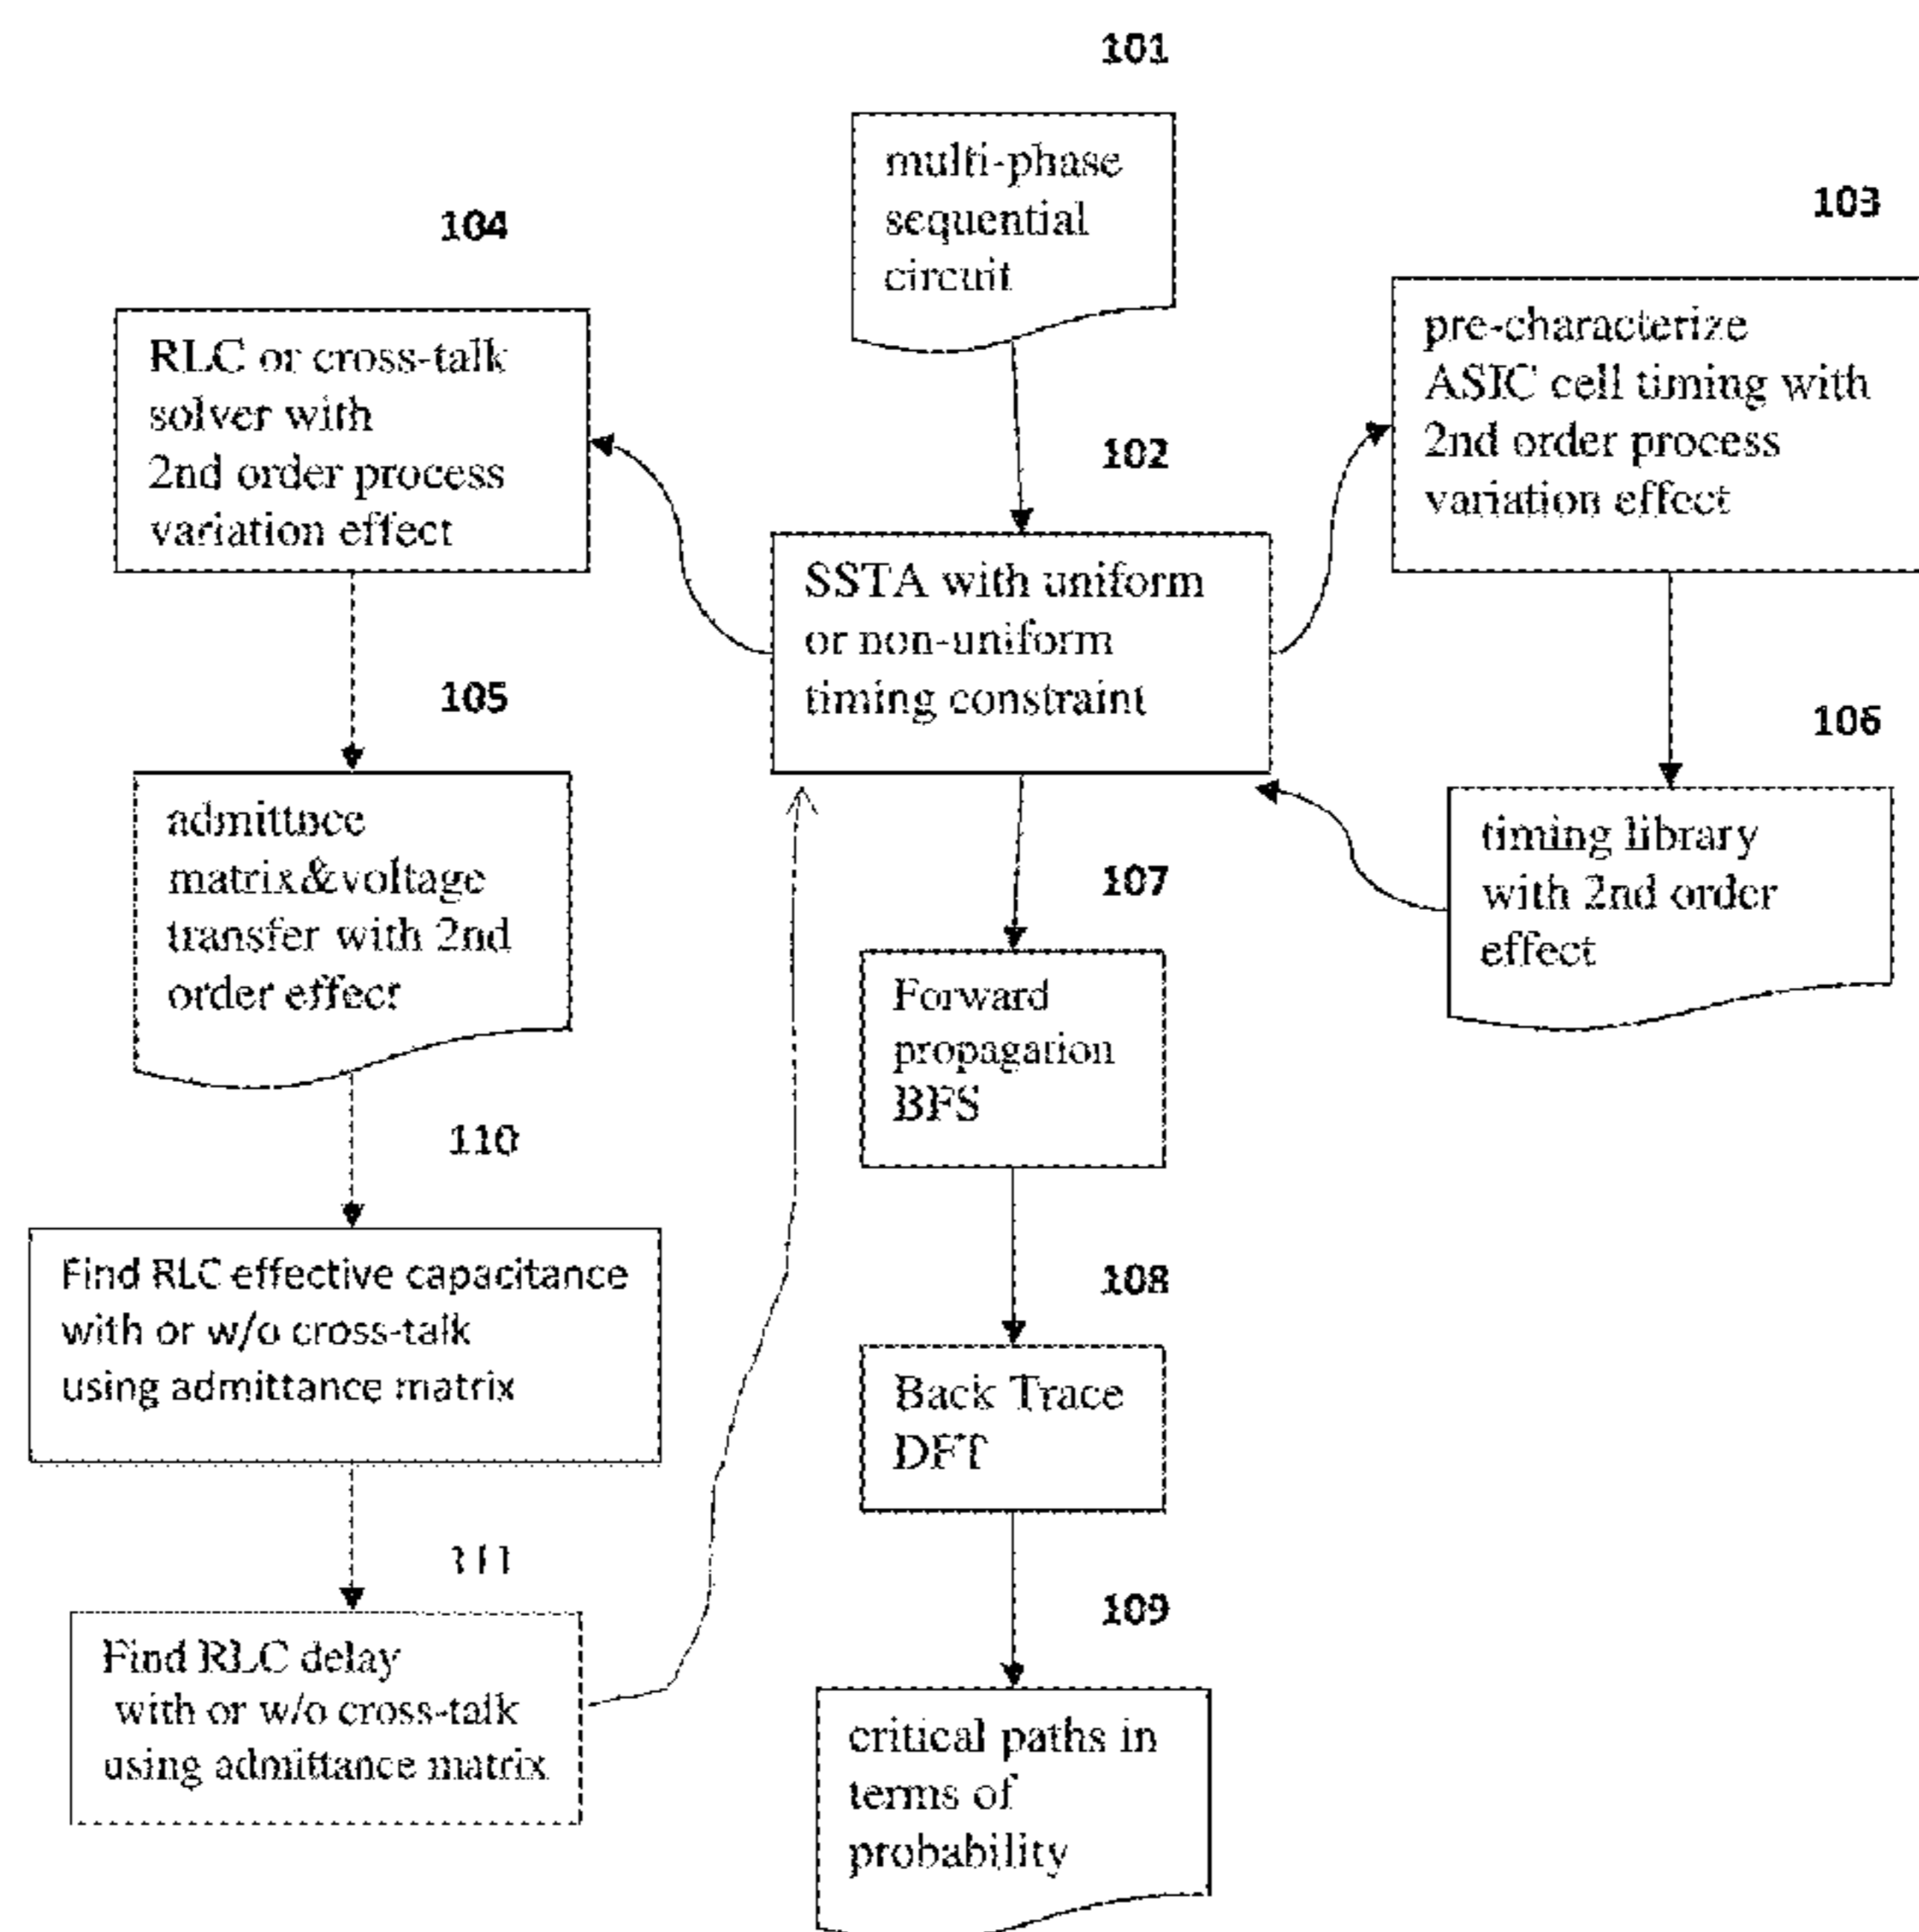 101
multi-phase
sequential
circuit
104
RLC or cross-talk
solver with
2nd order process
variation effect
103
pre-characterize
ASIC cell timing with
2nd order process
variation effect
102
SSTA with uniform
or non-uniform
timing constraint
105
admittnce
matrix&voltage
transfer with 2nd
order effect
106
timing library
with 2nd order
effect
107
Forward
propagation
BFS
110
Find RLC effective capacitance
with or w/o cross-talk
using admittance matrix
108
Back Trace
DFT
111
Find RLC delay
with or w/o cross-talk
using admittance matrix
109
critical paths in
terms of
probability